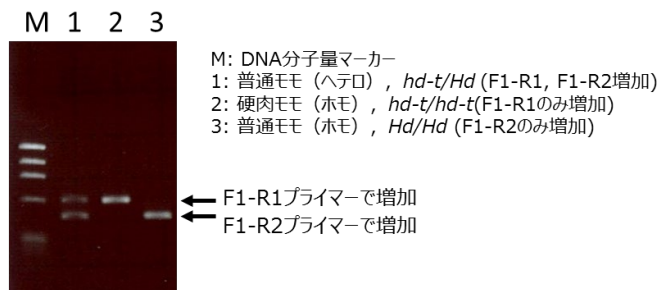 M 1 2 3
M: DNA分子量マーカー
1: 普通モモ（ヘテロ）, hd-t/Hd (F1-R1, F1-R2増加)
2: 硬肉モモ（ホモ）, hd-t/hd-t(F1-R1のみ増加)
3: 普通モモ（ホモ）, Hd/Hd (F1-R2のみ増加)
F1-R1プライマーで増加
F1-R2プライマーで増加